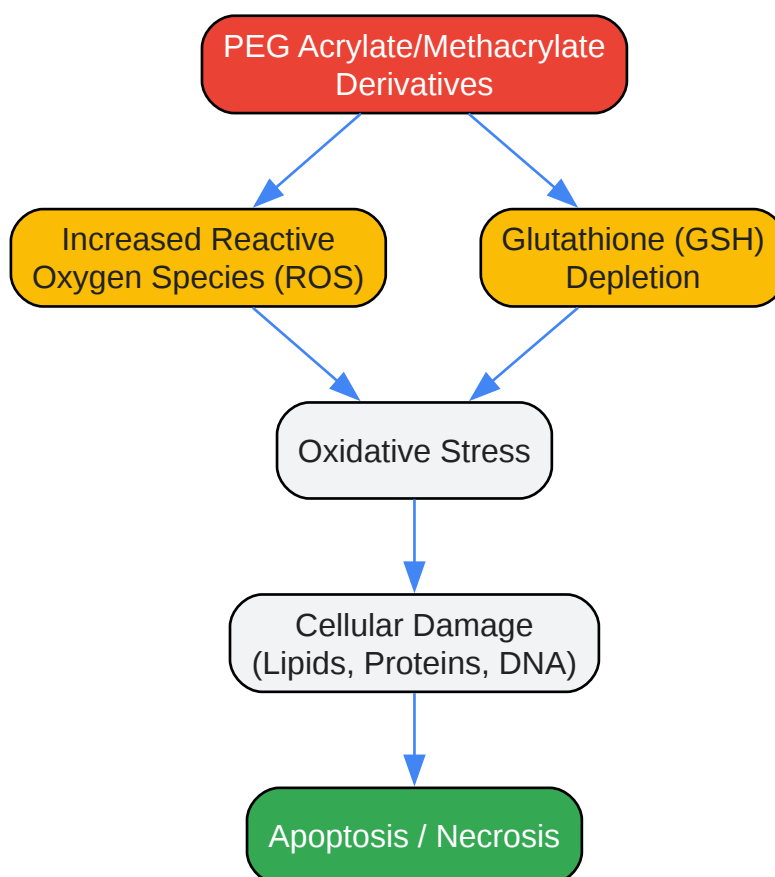 PEG Acrylate/Methacrylate
Derivatives
Increased Reactive
Oxygen Species (ROS)
Glutathione (GSH)
Depletion
Oxidative Stress
Cellular Damage
(Lipids, Proteins, DNA)
Apoptosis / Necrosis